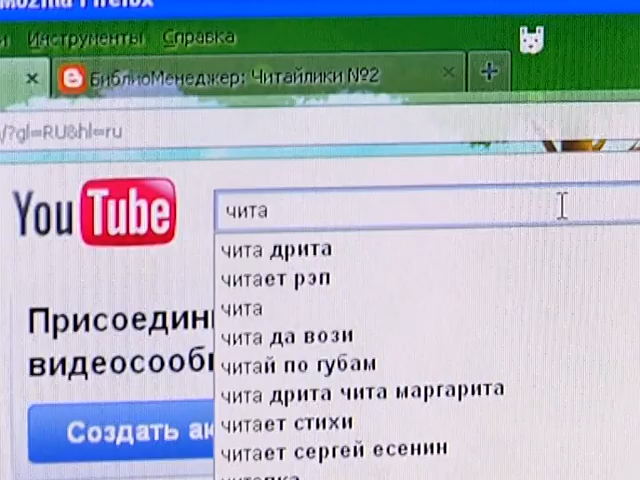 Mozilla Firefox
Инструменты Справка
БиблиоМенеджер: Читайлики №2
/?gl=RU&hl=ru
YouTube
чита
чита дрита
читает рэп
чита
чита да вози
читай по губам
чита дрита чита маргарита
читает стихи
читает сергей есенин
Присоедин
видеосооб
Создать ак